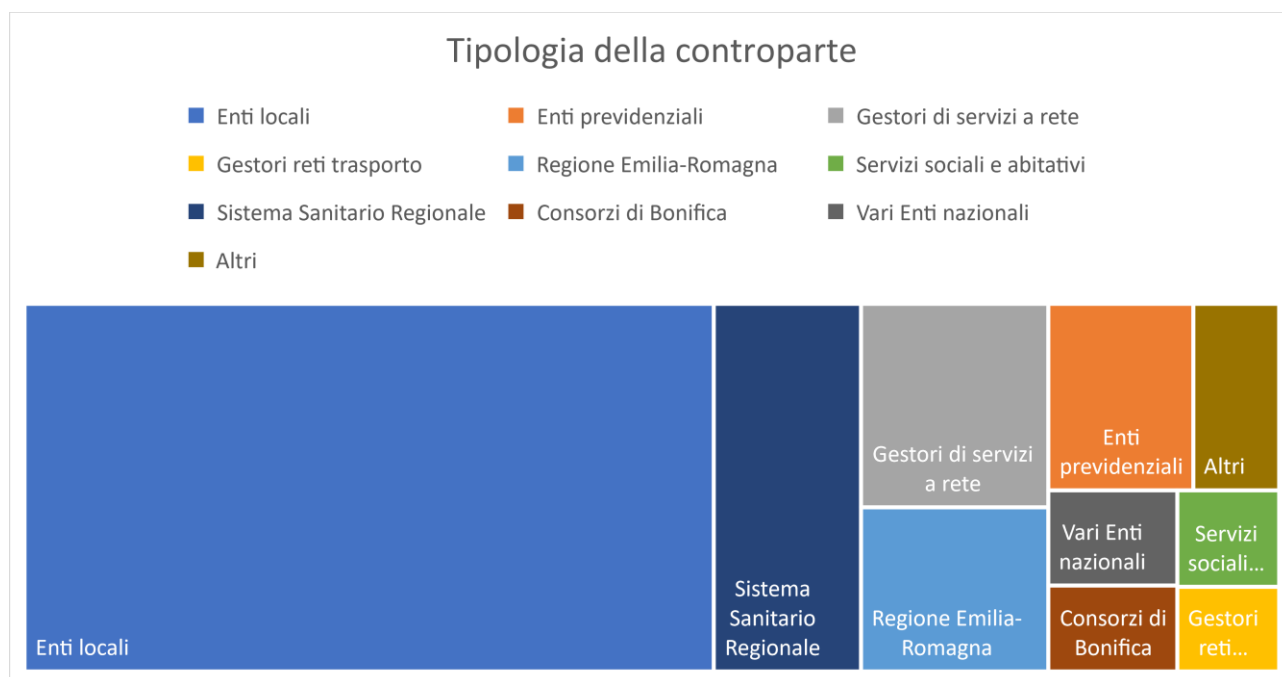 Tipologia della controparte
Enti locali
Enti previdenziali
Gestori di servizi a rete
Gestori reti trasporto
Regione Emilia-Romagna
Servizi sociali e abitativi
Sistema Sanitario Regionale
Consorzi di Bonifica
Vari Enti nazionali
Altri
Enti locali
Sistema
Sanitario
Regionale
Gestori di servizi
a rete
Regione Emilia-
Romagna
Enti
previdenziali
Altri
Vari Enti
nazionali
Servizi
sociali...
Consorzi di
Bonifica
Gestori
reti...